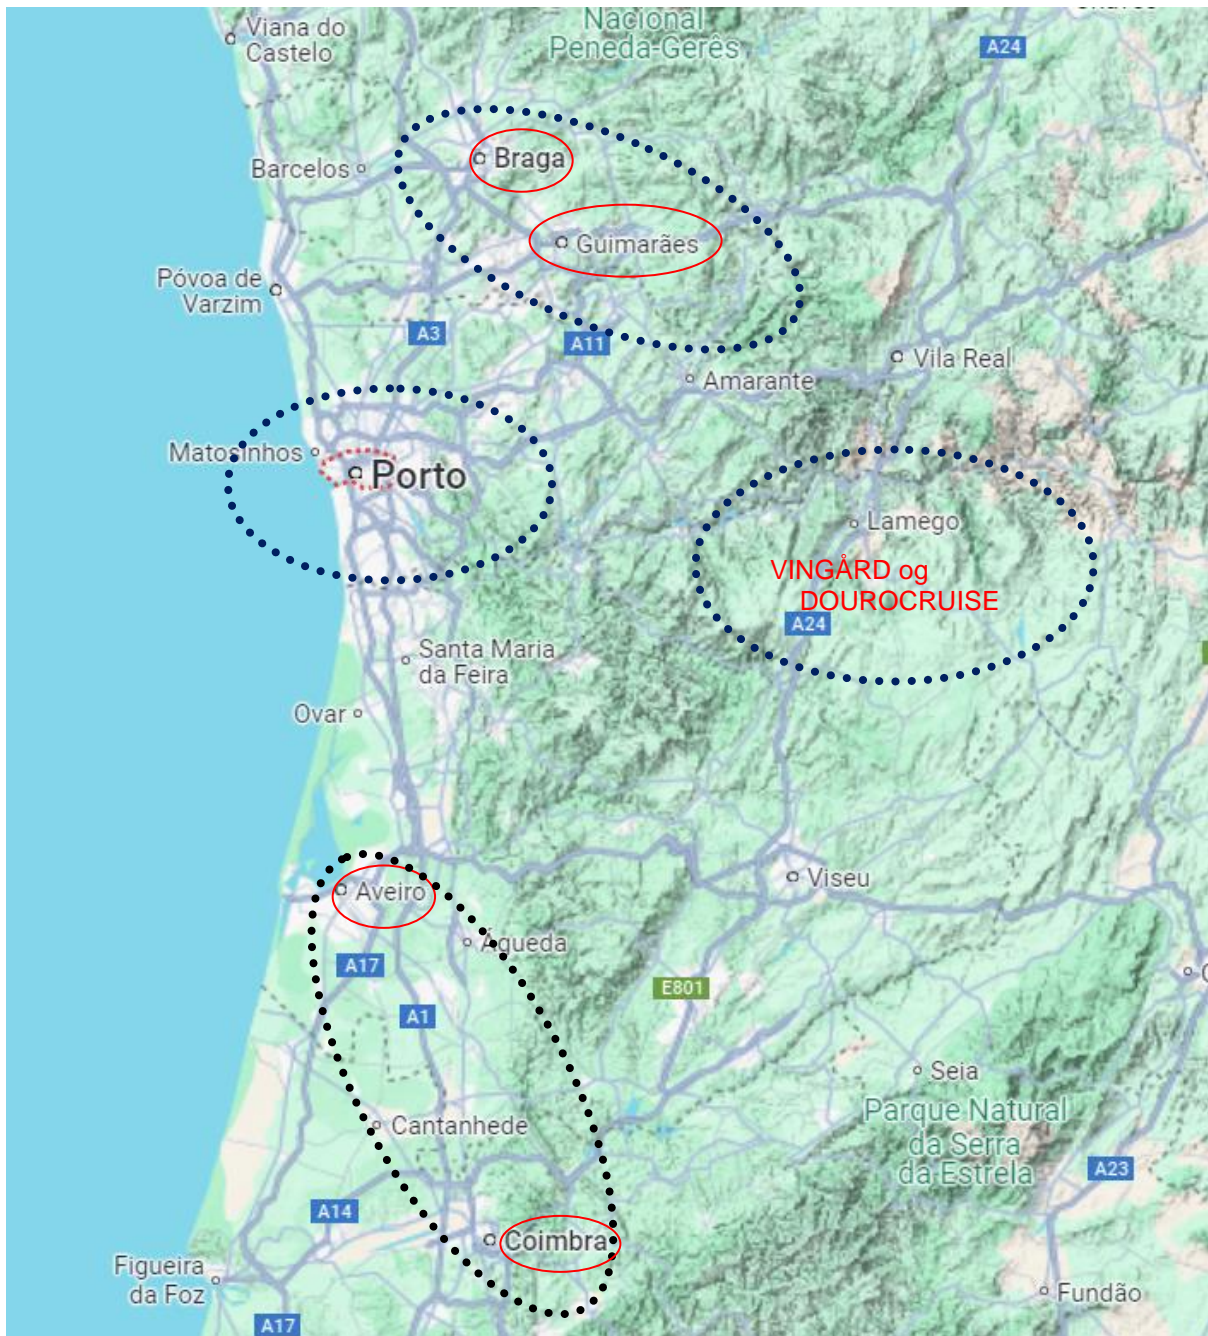 Nacional
Peneda-Gerês
Viana do
Castelo
A24
Braga
Barcelos
Guimarães
Póvoa de
Varzim
A3
A11
Vila Real
Amarante
Matosinhos
Porto
Lamego
VINGÅRD og
DOUROCRUISE
A24
Santa Maria
da Feira
Ovar
Viseu
Aveiro
Águeda
A17
E801
A1
Seia
Parque Natural
da Serra
da Estrela
Cantanhede
A23
A14
Coimbra
Figueira
da Foz
Fundão
A17